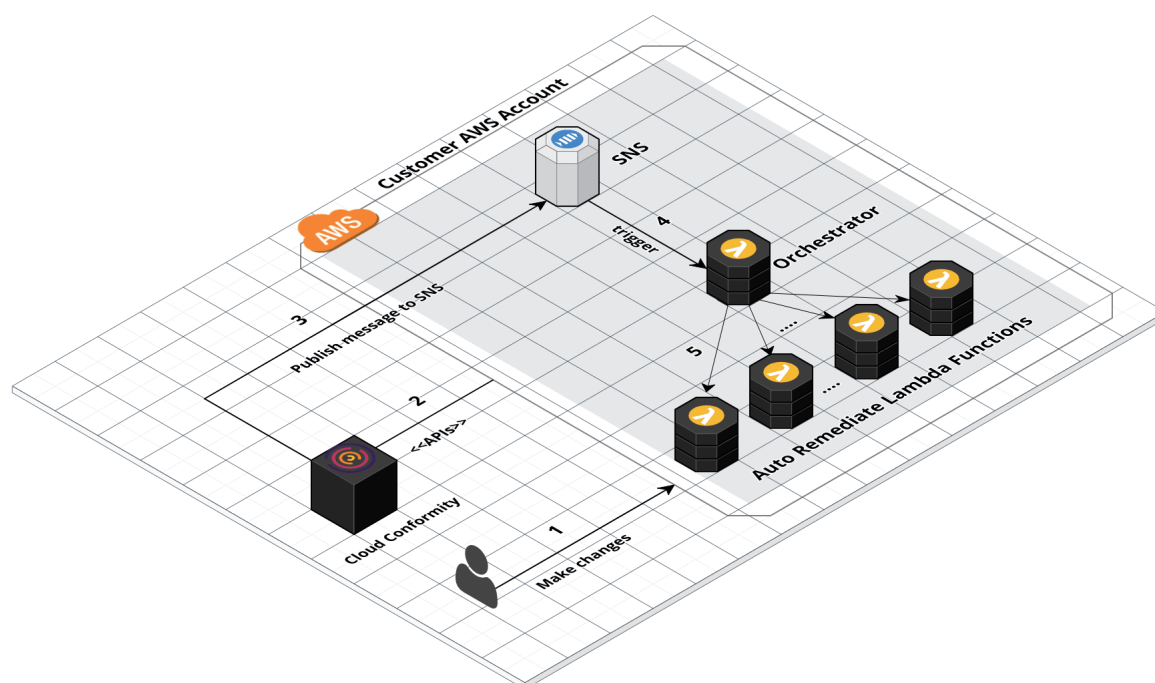 Customer AWS Account
AWS
SNS
4
trigger
Orchestrator
3
Publish message to SNS
5
....
....
Auto Remediate Lambda Functions
2
<<APIs>>
Cloud Conformity
1
Make changes